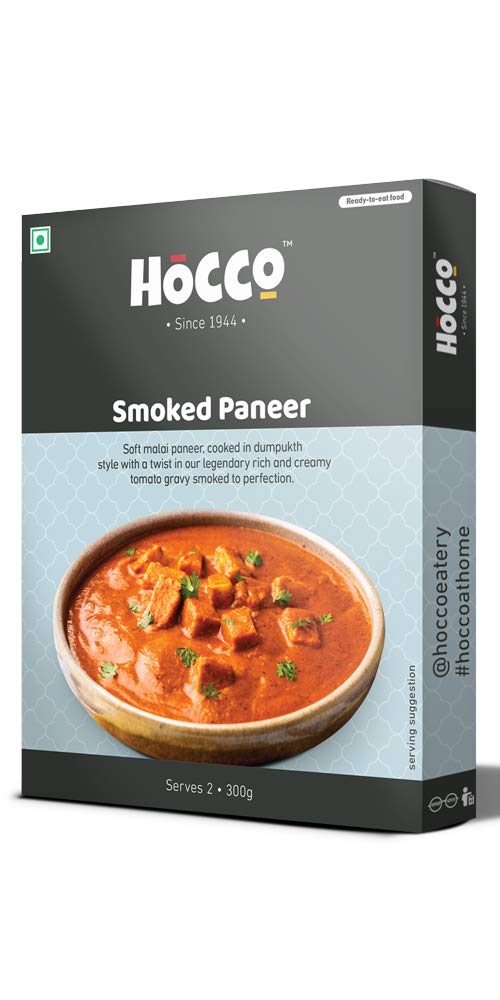 Ready-to-eat food
HOCCO™
• Since 1944 •
Smoked Paneer
Soft malai paneer, cooked in dumpukth
style with a twist in our legendary rich and creamy
tomato gravy smoked to perfection.
serving suggestion
Serves 2 • 300g
HOCCO™
• Since 1944 •
@hoccoeatery
#hoccoathome